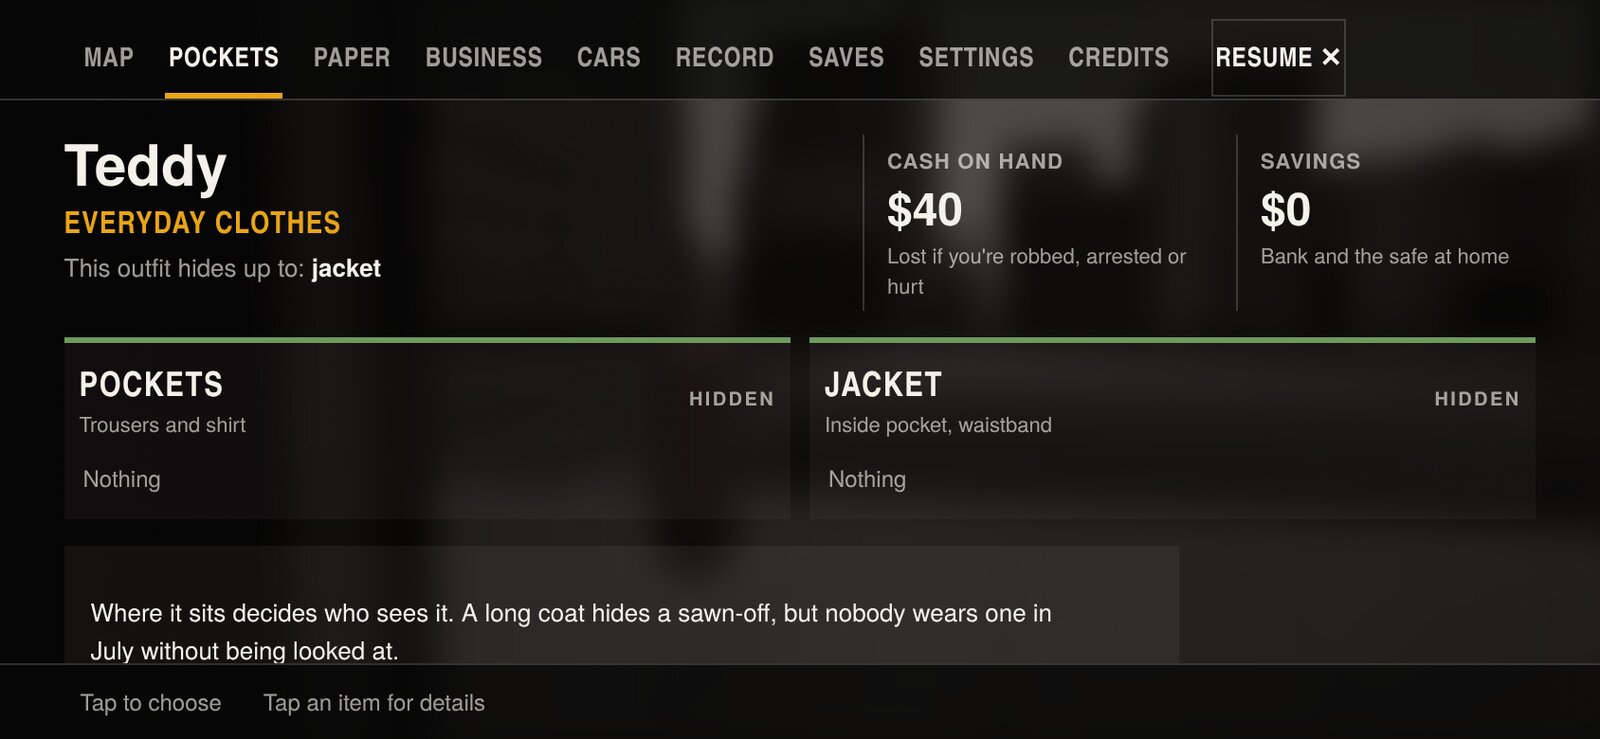 MAP POCKETS PAPER BUSINESS CARS RECORD SAVES SETTINGS CREDITS RESUME ✕
Teddy
EVERYDAY CLOTHES
This outfit hides up to: jacket
CASH ON HAND
$40
Lost if you're robbed, arrested or
hurt
SAVINGS
$0
Bank and the safe at home
POCKETS
HIDDEN
Trousers and shirt
Nothing
JACKET
HIDDEN
Inside pocket, waistband
Nothing
Where it sits decides who sees it. A long coat hides a sawn-off, but nobody wears one in
July without being looked at.
Tap to choose Tap an item for details